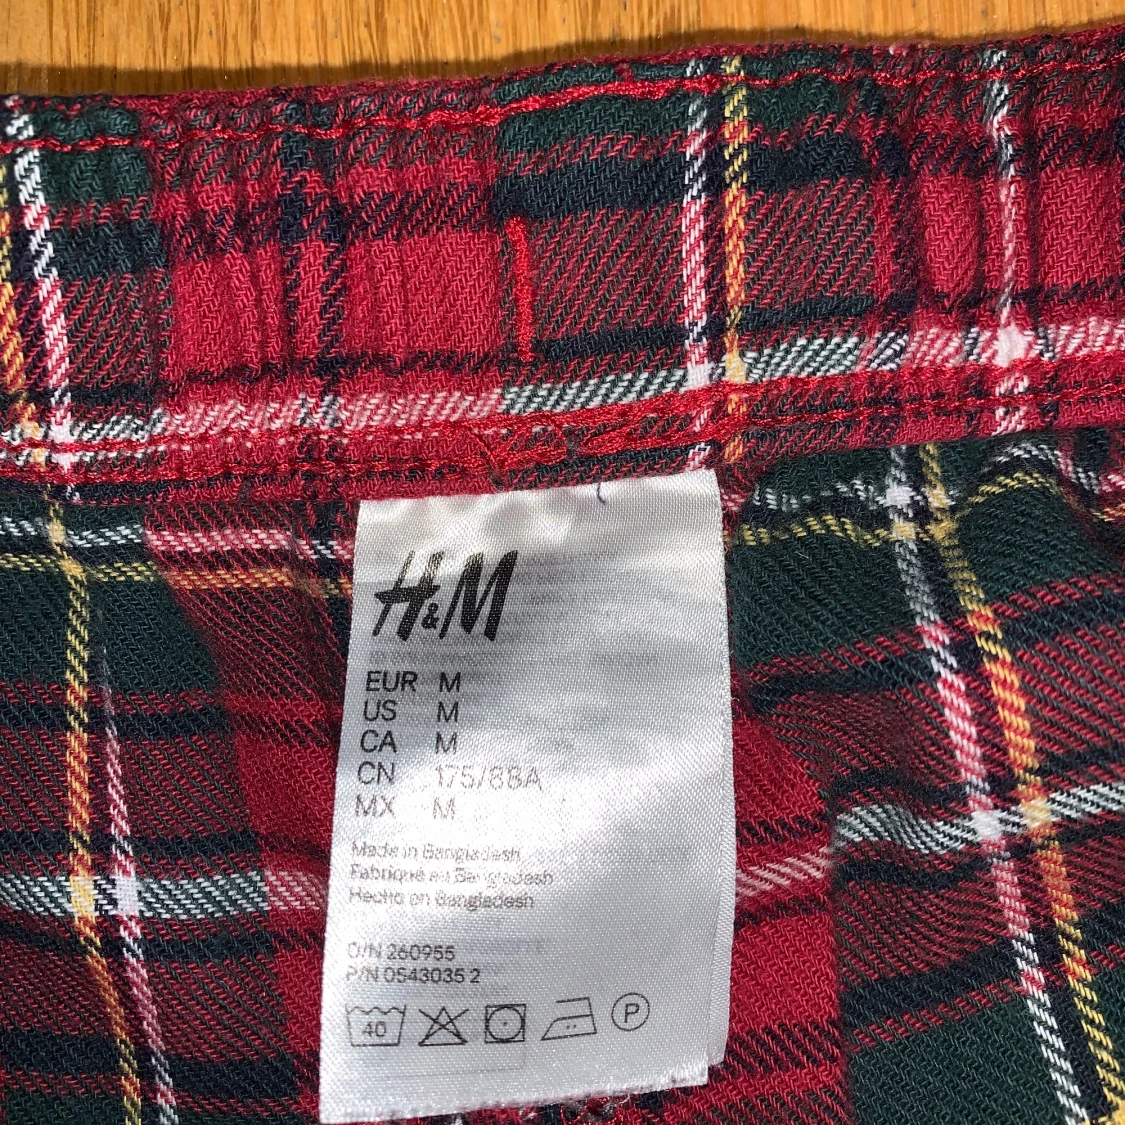 H&M
EUR M
US M
CA M
CN 175/88A
MX M
Made in Bangladesh
Fabriqué au Bangladesh
Hecho en Bangladesh
O/N 260955
P/N 0543035 2
40
P